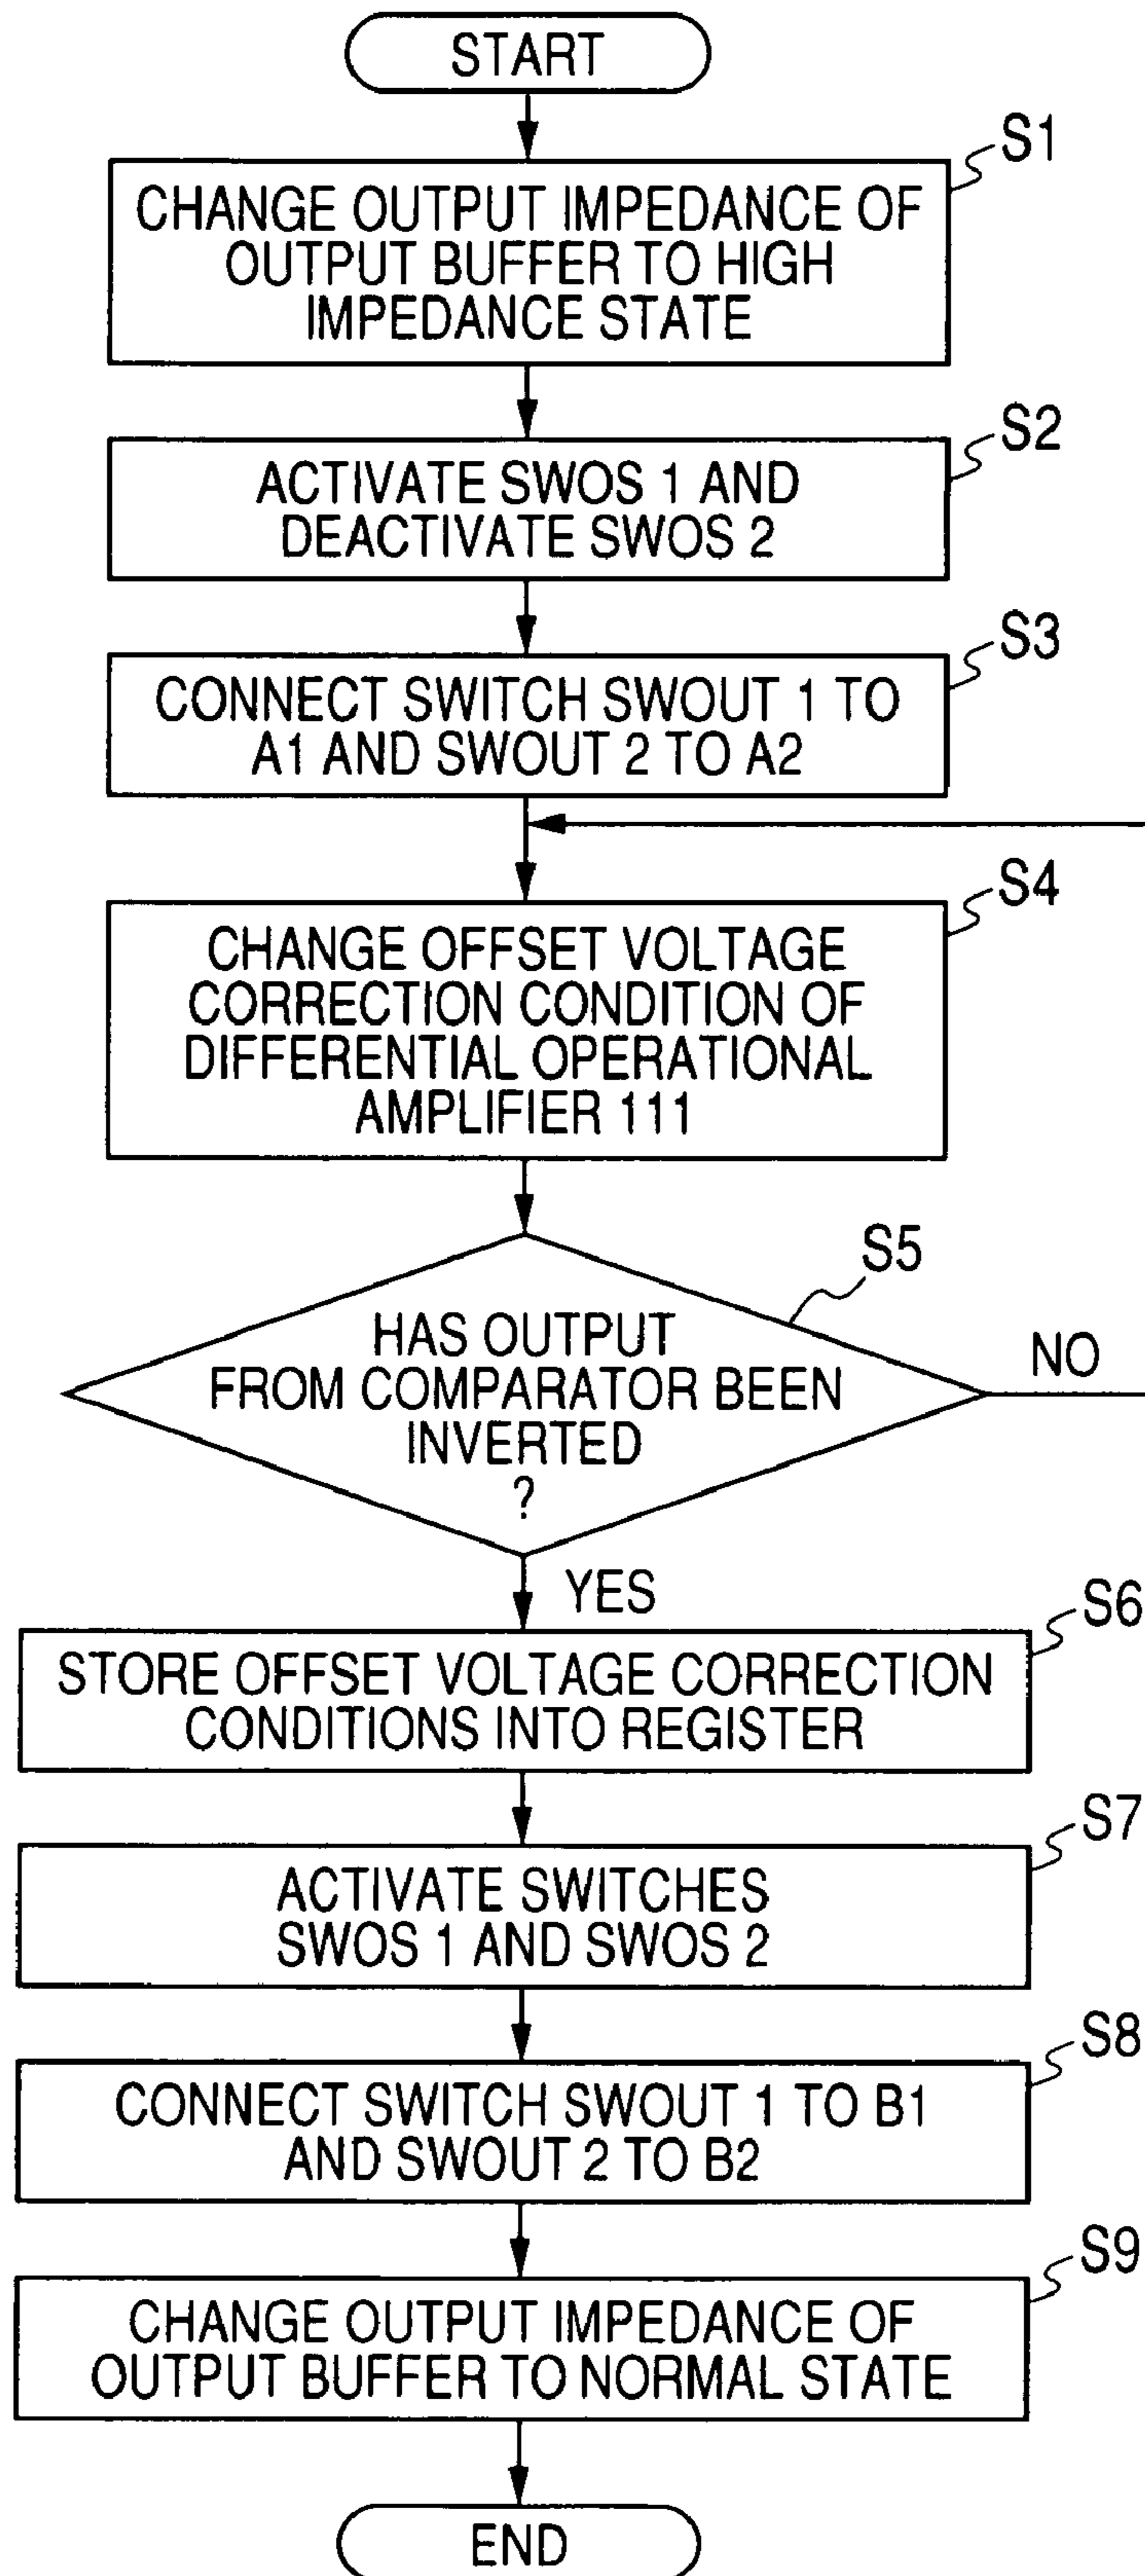 START
S1
CHANGE OUTPUT IMPEDANCE OF
OUTPUT BUFFER TO HIGH
IMPEDANCE STATE
S2
ACTIVATE SWOS 1 AND
DEACTIVATE SWOS 2
S3
CONNECT SWITCH SWOUT 1 TO
A1 AND SWOUT 2 TO A2
S4
CHANGE OFFSET VOLTAGE
CORRECTION CONDITION OF
DIFFERENTIAL OPERATIONAL
AMPLIFIER 111
S5
HAS OUTPUT
FROM COMPARATOR BEEN
INVERTED
?
NO
YES
S6
STORE OFFSET VOLTAGE CORRECTION
CONDITIONS INTO REGISTER
S7
ACTIVATE SWITCHES
SWOS 1 AND SWOS 2
S8
CONNECT SWITCH SWOUT 1 TO B1
AND SWOUT 2 TO B2
S9
CHANGE OUTPUT IMPEDANCE OF
OUTPUT BUFFER TO NORMAL STATE
END